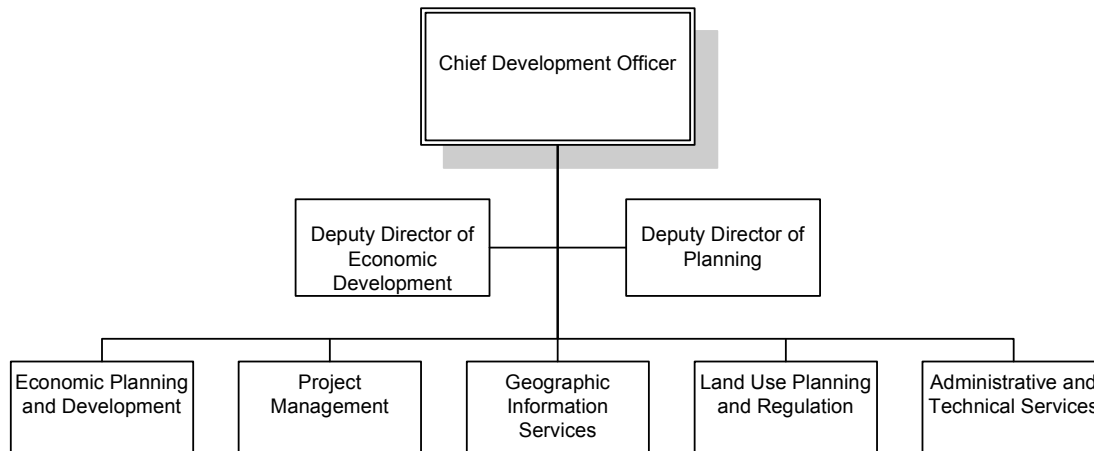 Chief Development Officer
Deputy Director of
Economic
Development
Deputy Director of
Planning
Economic Planning
and Development
Project
Management
Geographic
Information
Services
Land Use Planning
and Regulation
Administrative and
Technical Services